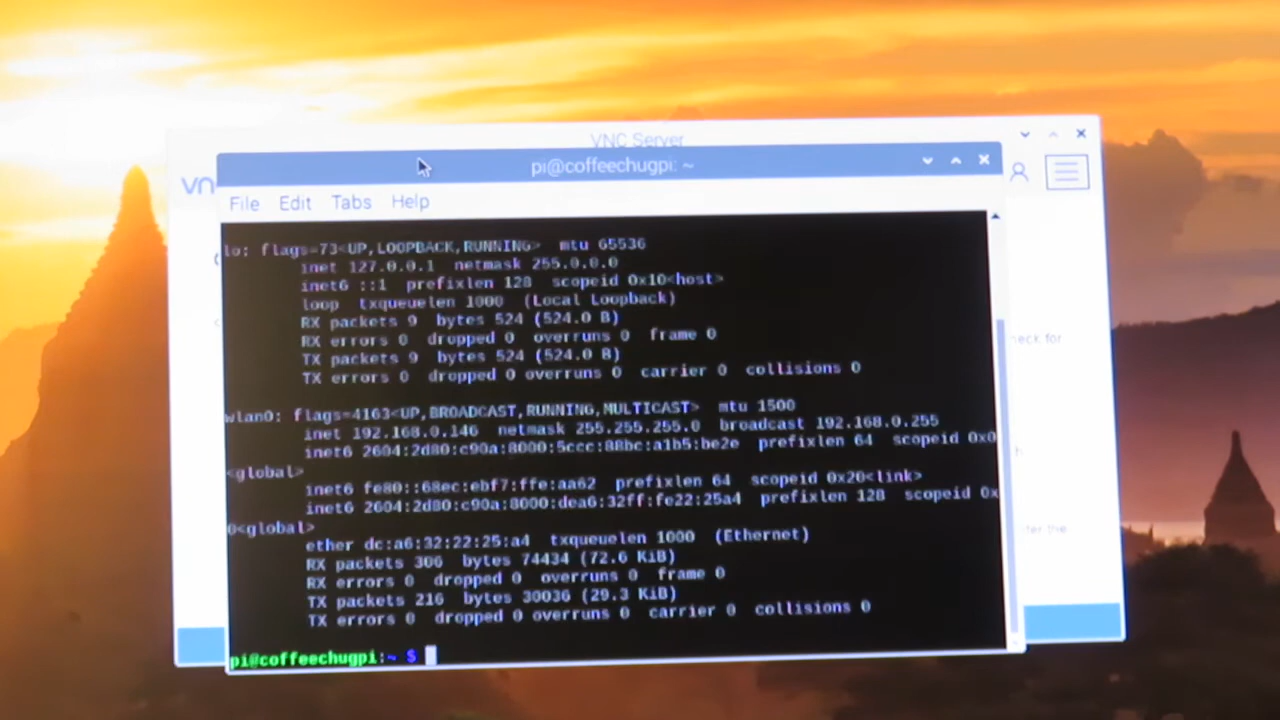 VNC Server
pi@coffeechugpi: ~
vn
File Edit Tabs Help
lo: flags=73<UP,LOOPBACK,RUNNING> mtu 65536
inet 127.0.0.1 netmask 255.0.0.0
inet6 ::1 prefixlen 128 scopeid 0x10<host>
loop txqueuelen 1000 (Local Loopback)
RX packets 9 bytes 524 (524.0 B)
RX errors 0 dropped 0 overruns 0 frame 0
TX packets 9 bytes 524 (524.0 B)
TX errors 0 dropped 0 overruns 0 carrier 0 collisions 0
wlan0: flags=4163<UP,BROADCAST,RUNNING,MULTICAST> mtu 1500
inet 192.168.0.146 netmask 255.255.255.0 broadcast 192.168.0.255
inet6 2604:2d80:c90a:8000:5ccc:88bc:a1b5:be2e prefixlen 64 scopeid 0x0
<global>
inet6 fe80::68ec:ebf7:ffe:aa62 prefixlen 64 scopeid 0x20<link>
inet6 2604:2d80:c90a:8000:dea6:32ff:fe22:25a4 prefixlen 128 scopeid 0x
0<global>
ether dc:a6:32:22:25:a4 txqueuelen 1000 (Ethernet)
RX packets 306 bytes 74434 (72.6 KiB)
RX errors 0 dropped 0 overruns 0 frame 0
TX packets 216 bytes 30036 (29.3 KiB)
TX errors 0 dropped 0 overruns 0 carrier 0 collisions 0
pi@coffeechugpi:~ $
heck for